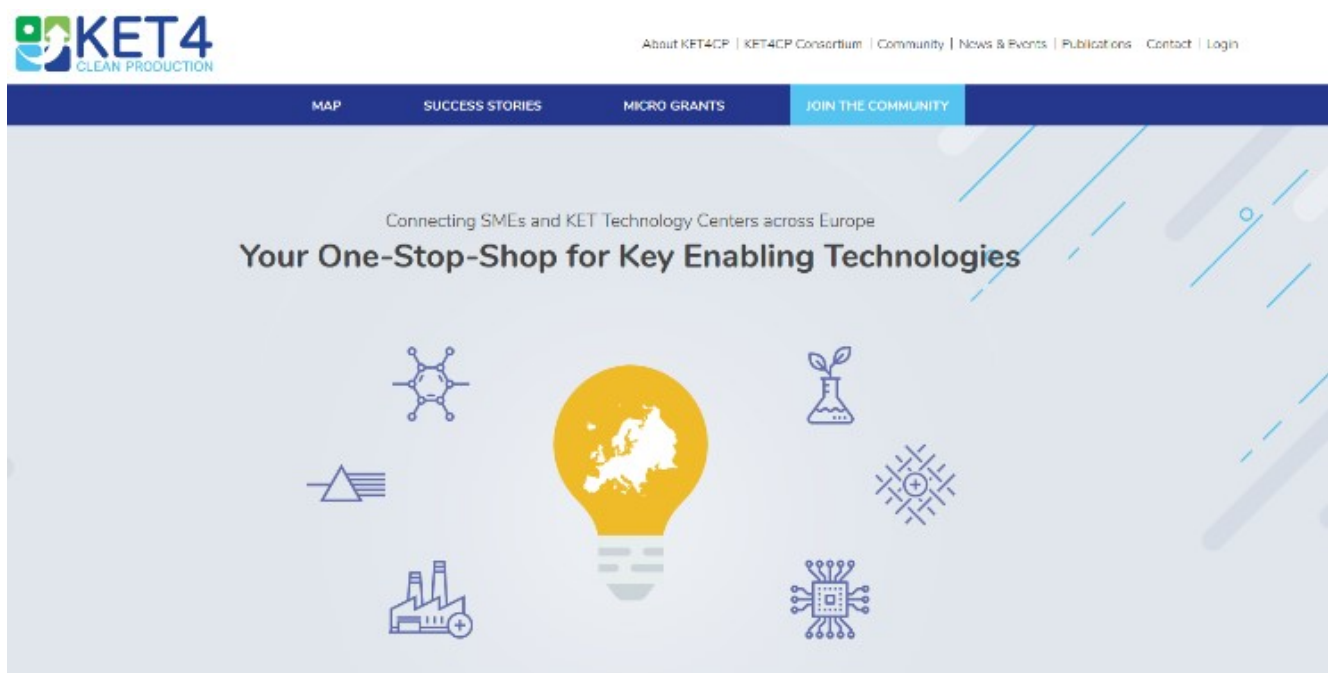 KET4
CLEAN PRODUCTION
About KET4CP | KET4CP Consortium | Community | News & Events | Publications Contact | Login
MAP SUCCESS STORIES MICRO GRANTS JOIN THE COMMUNITY
Connecting SMEs and KET Technology Centers across Europe
Your One-Stop-Shop for Key Enabling Technologies